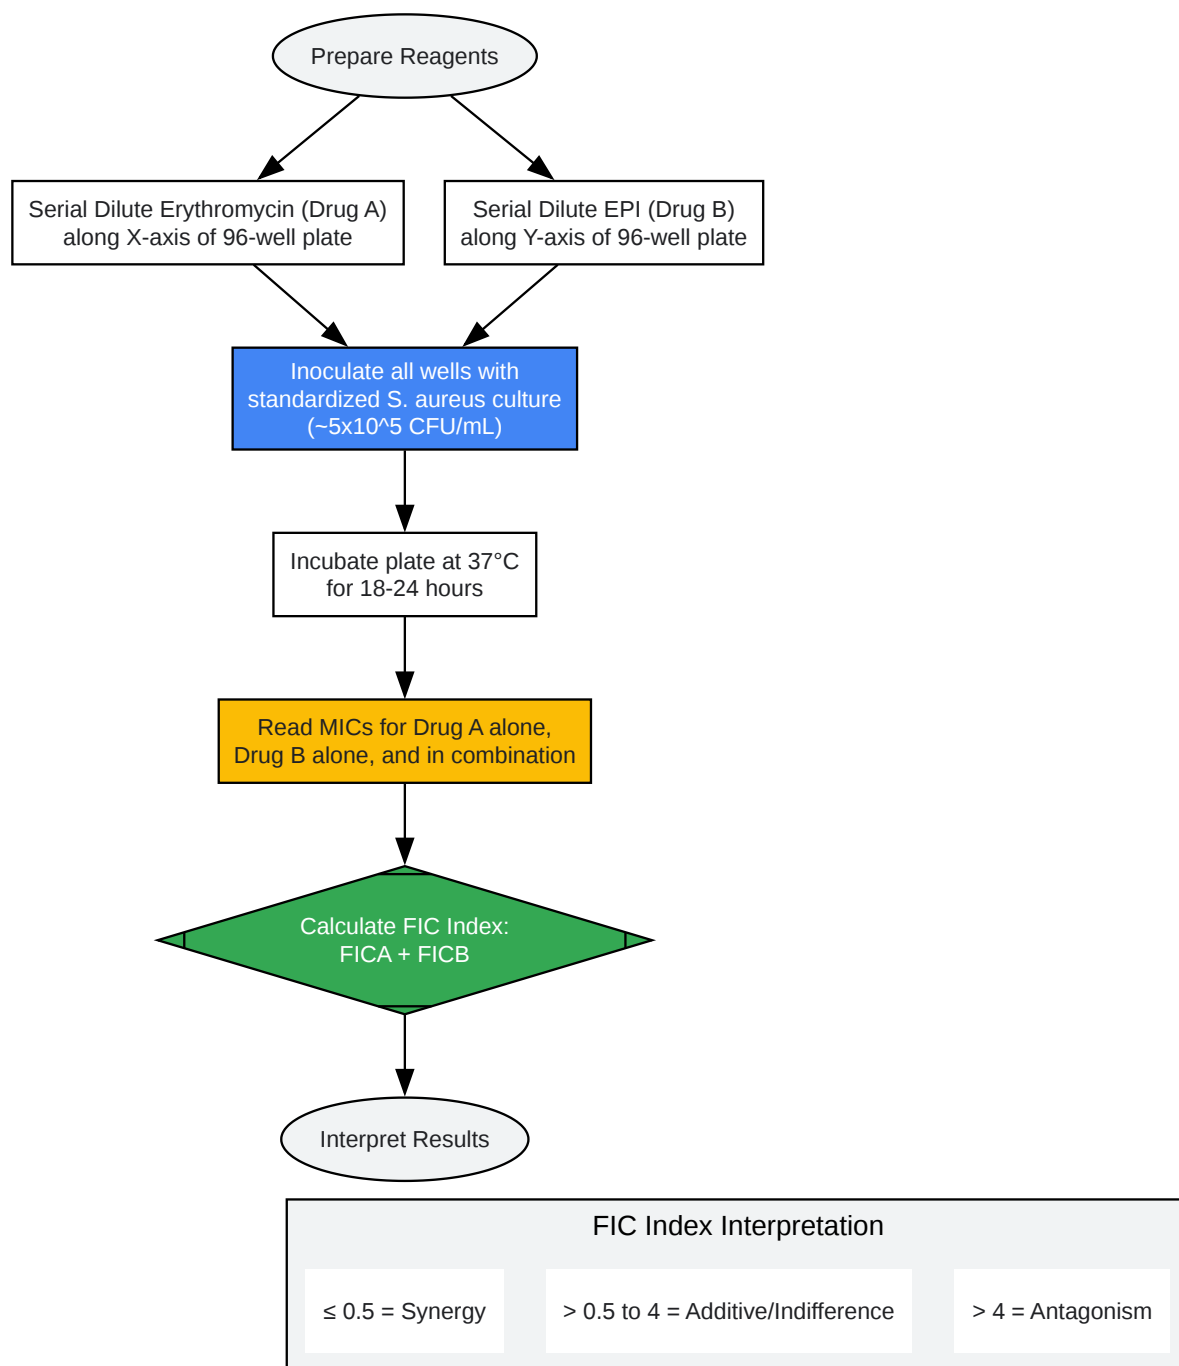 Prepare Reagents
Serial Dilute Erythromycin (Drug A)
along X-axis of 96-well plate
Serial Dilute EPI (Drug B)
along Y-axis of 96-well plate
Inoculate all wells with
standardized S. aureus culture
(~5x10^5 CFU/mL)
Incubate plate at 37°C
for 18-24 hours
Read MICs for Drug A alone,
Drug B alone, and in combination
Calculate FIC Index:
FICA + FICB
Interpret Results
FIC Index Interpretation
≤ 0.5 = Synergy
> 0.5 to 4 = Additive/Indifference
> 4 = Antagonism